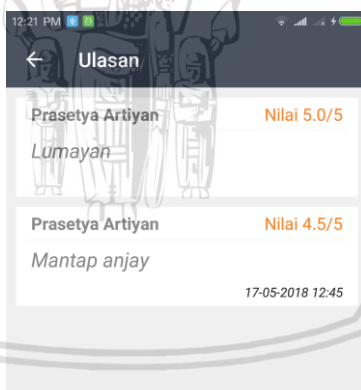 12:21 PM
Ulasan
Prasetya Artiyan Nilai 5.0/5
Lumayan
Prasetya Artiyan Nilai 4.5/5
Mantap anjay
17-05-2018 12:45